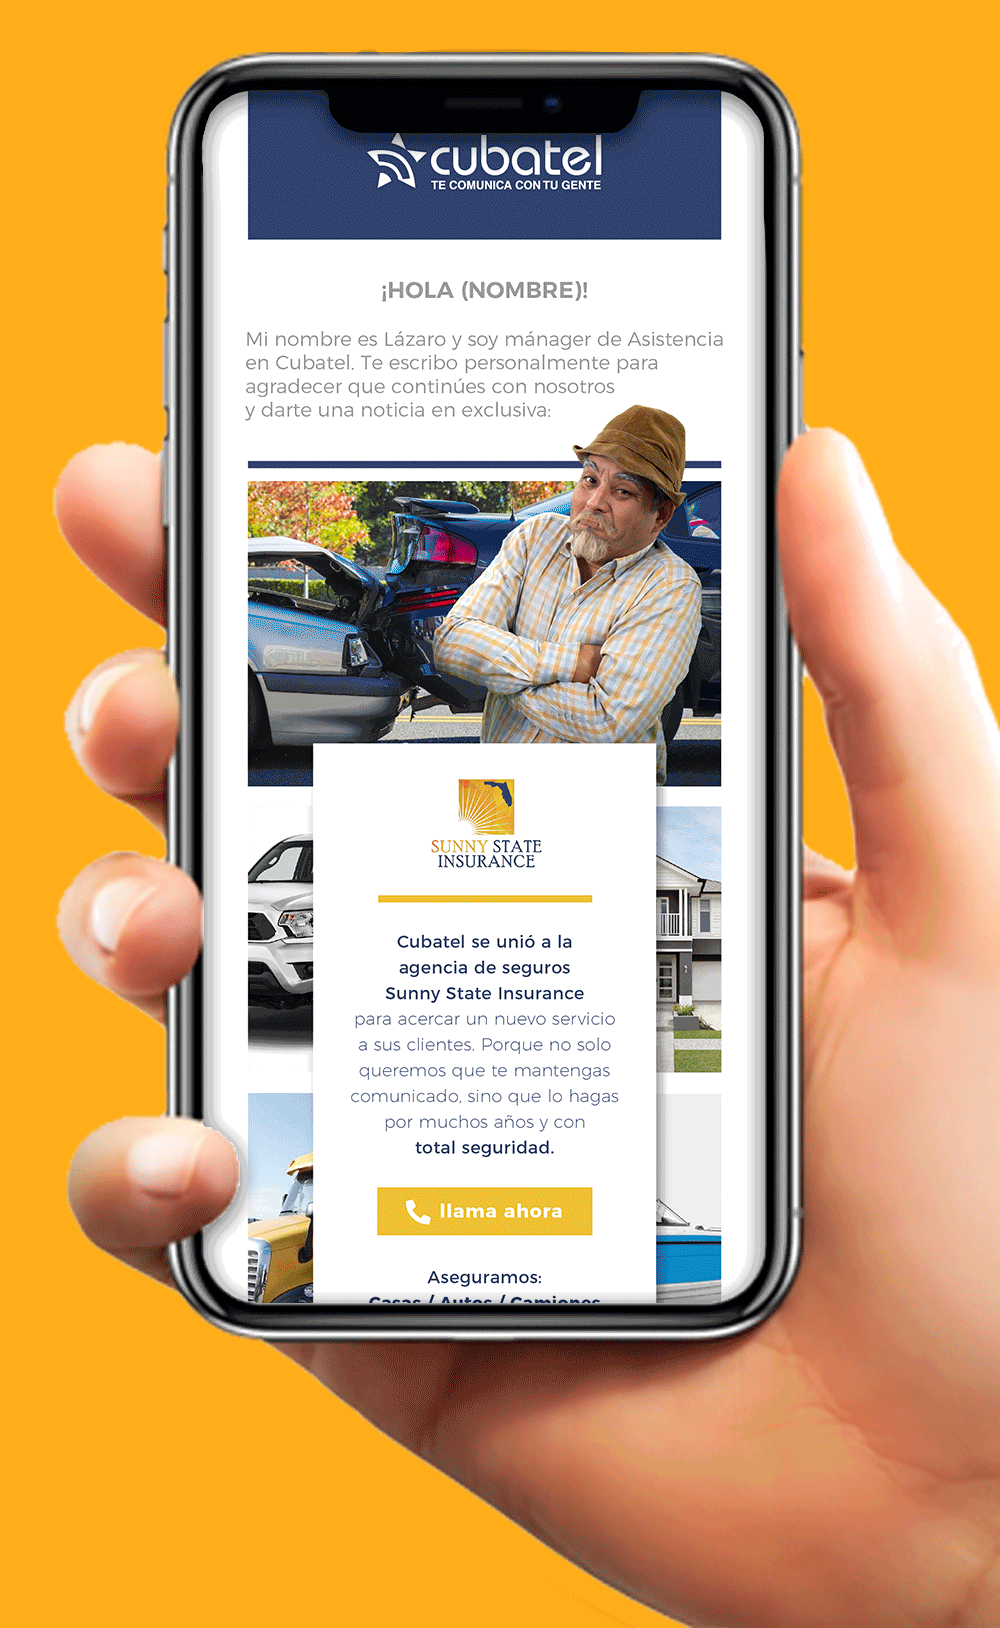 cubatel
TE COMUNICA CON TU GENTE
¡HOLA (NOMBRE)!
Mi nombre es Lázaro y soy mánager de Asistencia
en Cubatel. Te escribo personalmente para
agradecer que continúes con nosotros
y darte una noticia en exclusiva:
SUNNY STATE
INSURANCE
Cubatel se unió a la
agencia de seguros
Sunny State Insurance
para acercar un nuevo servicio
a sus clientes. Porque no solo
queremos que te mantengas
comunicado, sino que lo hagas
por muchos años y con
total seguridad.
llama ahora
Aseguramos:
Casas / Autos / Camiones